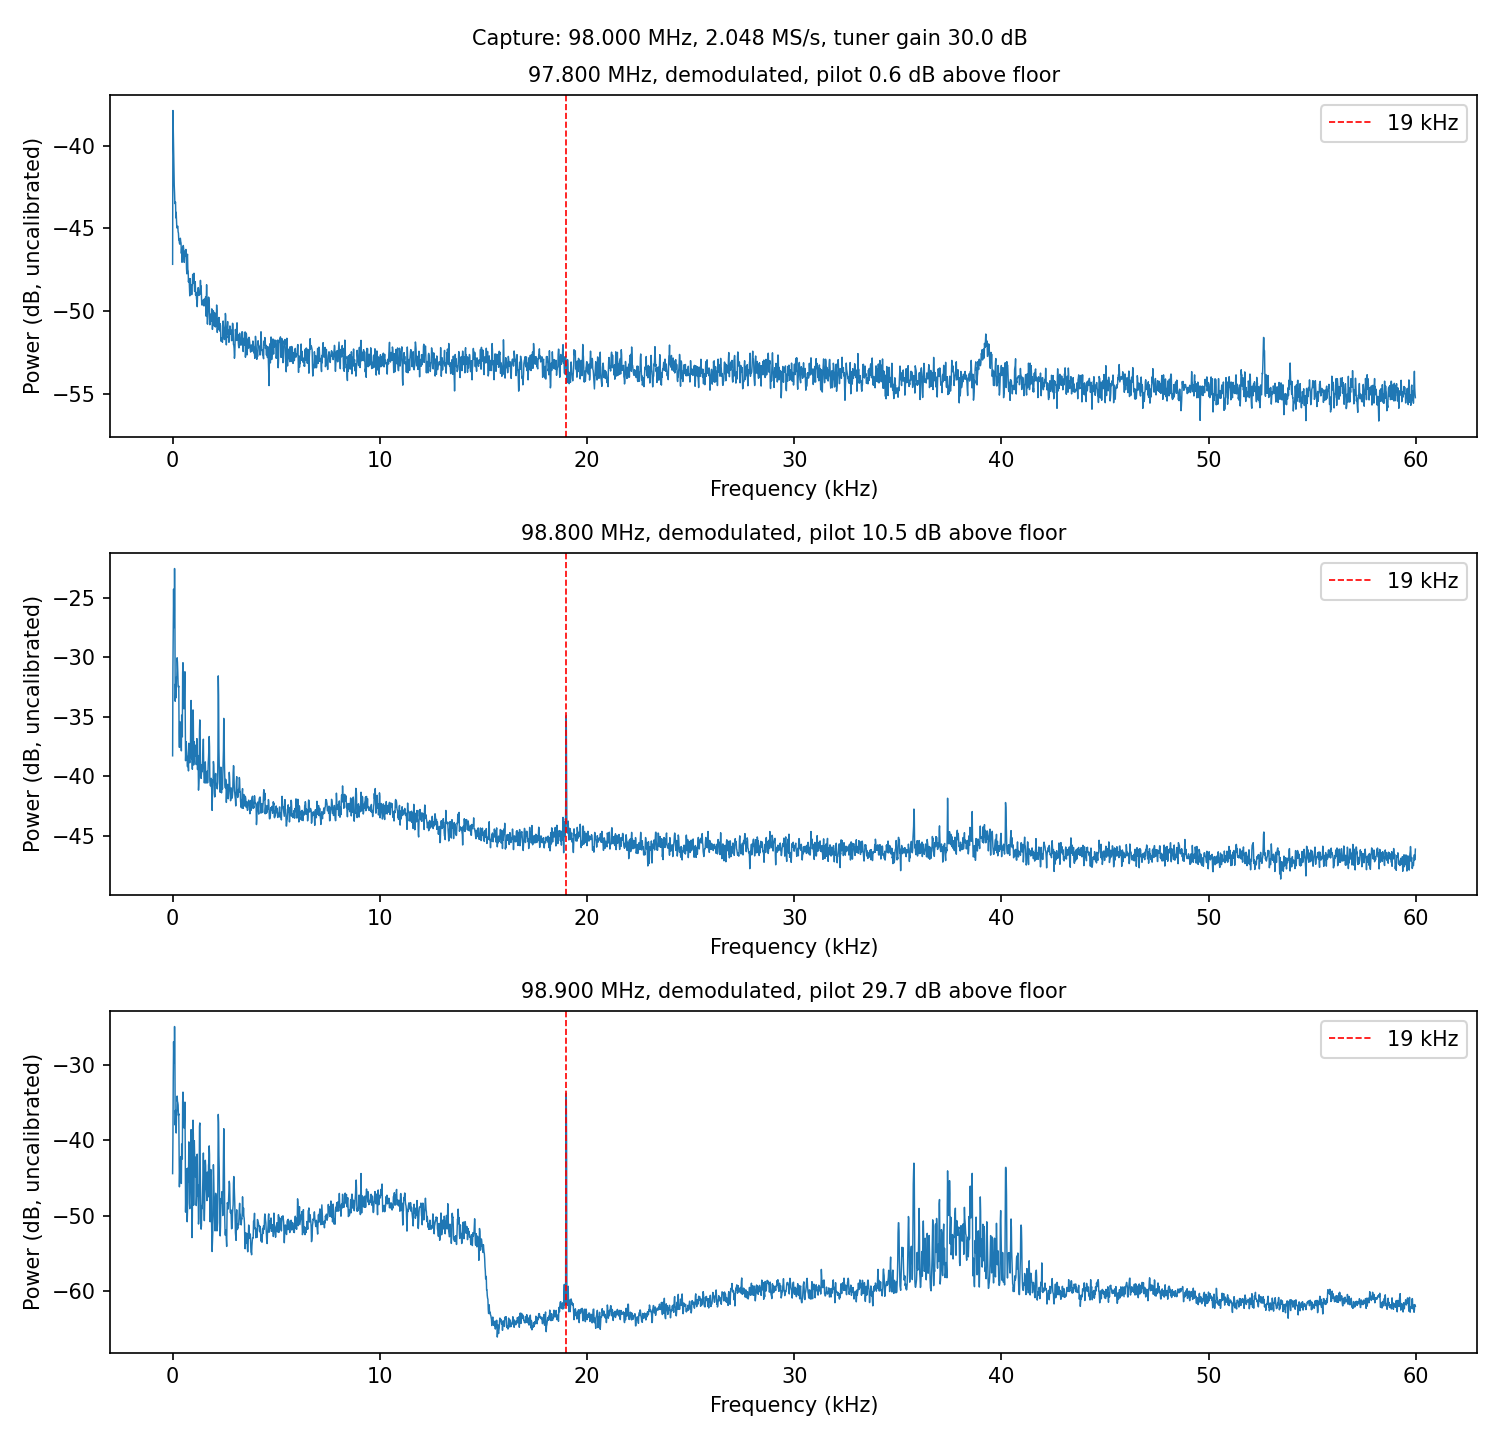 Capture: 98.000 MHz, 2.048 MS/s, tuner gain 30.0 dB
97.800 MHz, demodulated, pilot 0.6 dB above floor
Power (dB, uncalibrated)
−40
−45
−50
−55
19 kHz
0 10 20 30 40 50 60
Frequency (kHz)
98.800 MHz, demodulated, pilot 10.5 dB above floor
Power (dB, uncalibrated)
−25
−30
−35
−40
−45
19 kHz
0 10 20 30 40 50 60
Frequency (kHz)
98.900 MHz, demodulated, pilot 29.7 dB above floor
Power (dB, uncalibrated)
−30
−40
−50
−60
19 kHz
0 10 20 30 40 50 60
Frequency (kHz)